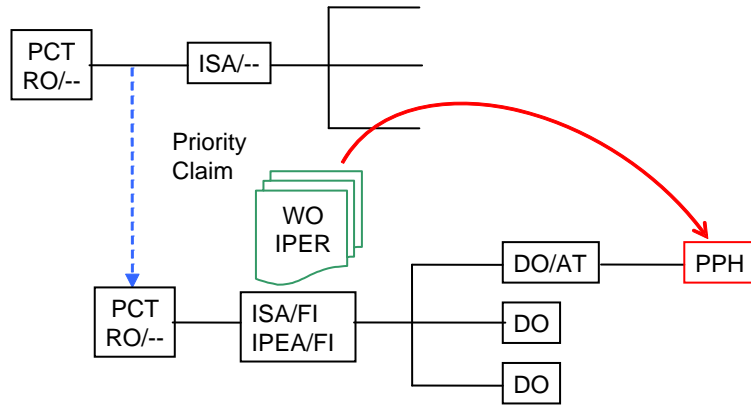 PCT
RO/--
ISA/--
Priority
Claim
WO
IPER
DO/AT
PPH
PCT
RO/--
ISA/FI
IPEA/FI
DO
DO